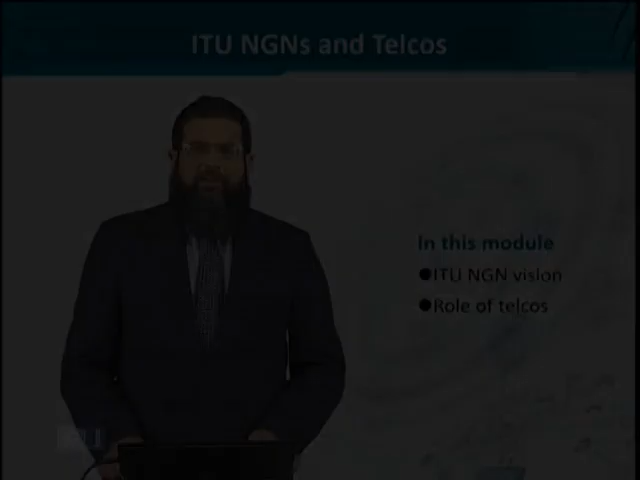 ITU NGNs and Telcos
In this module
●ITU NGN vision
●Role of telcos